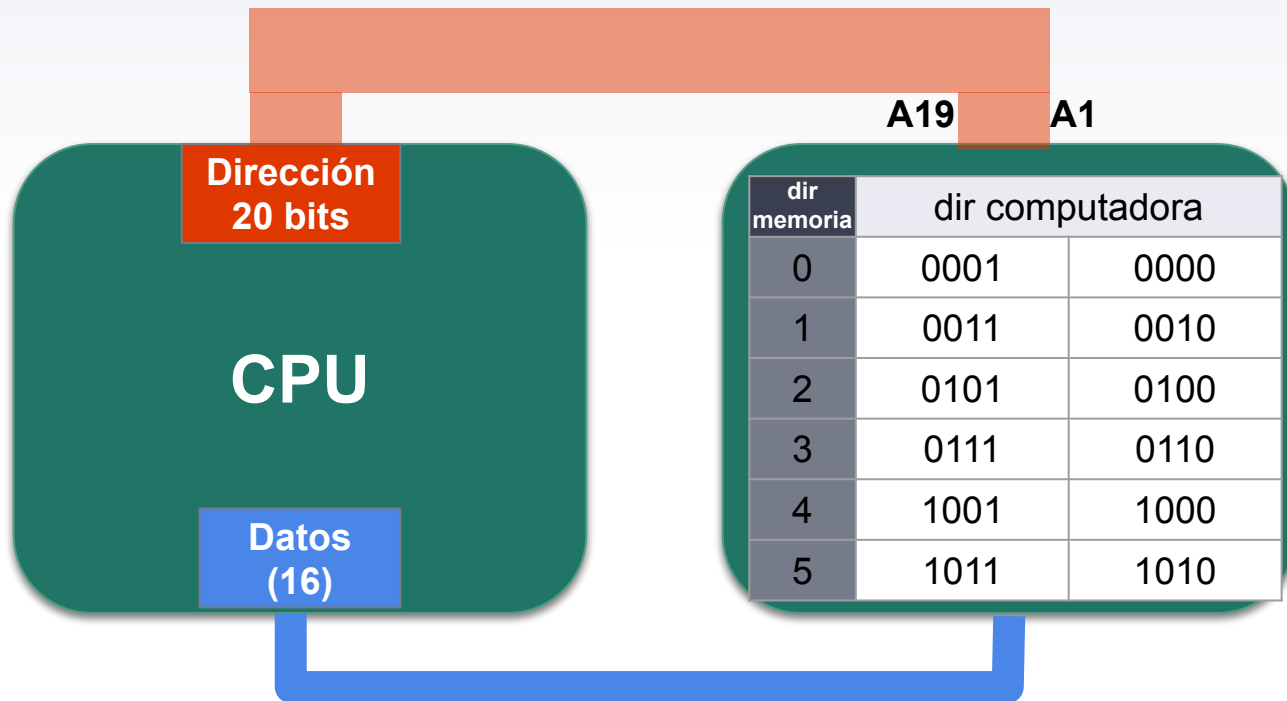 A19 A1
Dirección
20 bits
CPU
Datos
(16)
dir
memoria
dir computadora
0 0001 0000
1 0011 0010
2 0101 0100
3 0111 0110
4 1001 1000
5 1011 1010